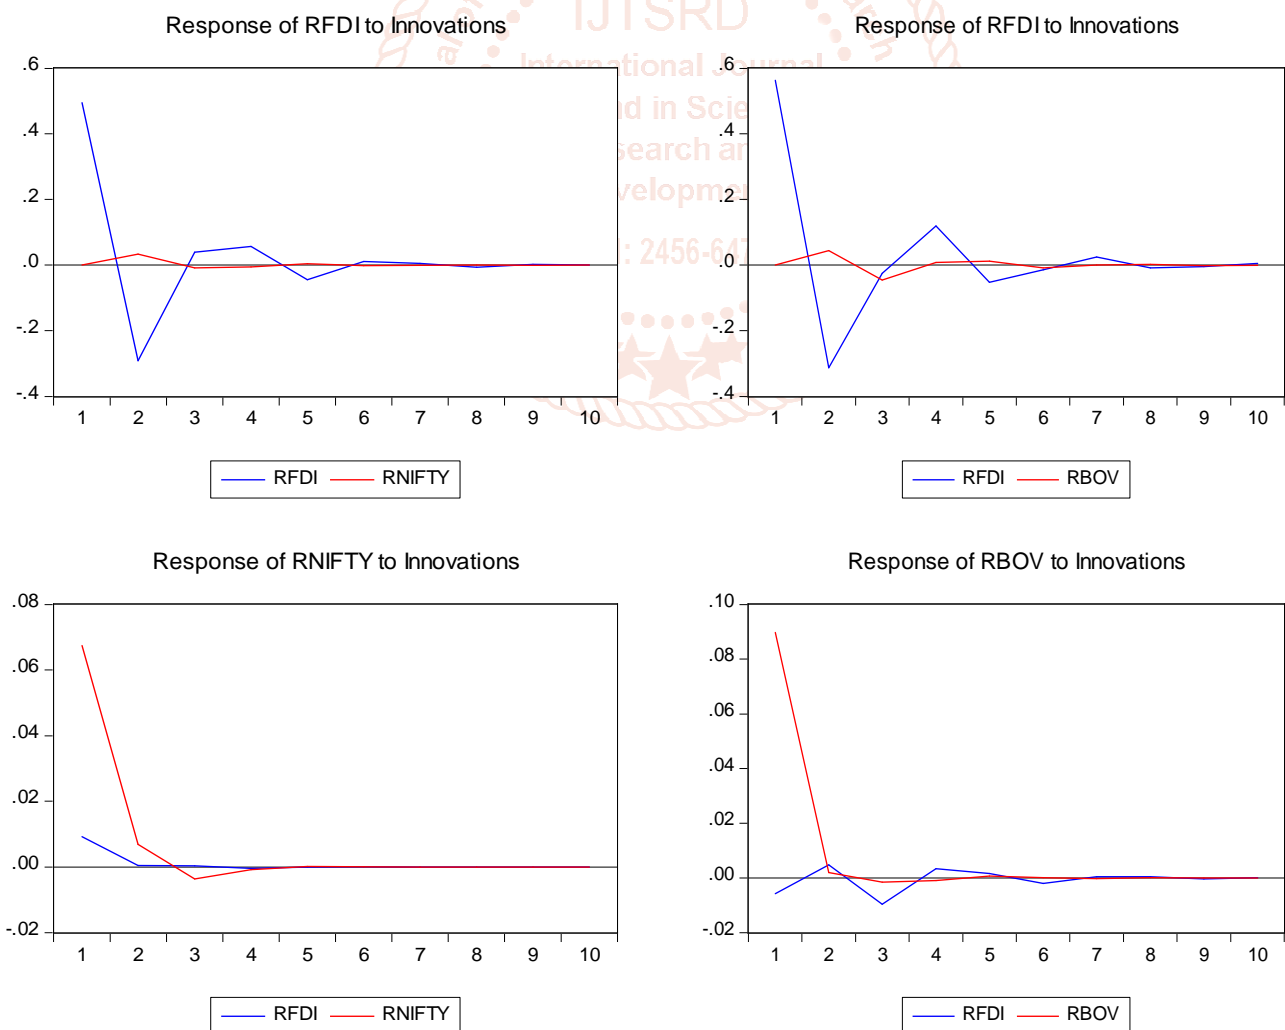 Response of RFDI to Innovations
.6
.4
.2
.0
-.2
-.4
1 2 3 4 5 6 7 8 9 10
RFDI RNIFTY
Response of RFDI to Innovations
.6
.4
.2
.0
-.2
-.4
1 2 3 4 5 6 7 8 9 10
RFDI RBOV
Response of RNIFTY to Innovations
.08
.06
.04
.02
.00
-.02
1 2 3 4 5 6 7 8 9 10
RFDI RNIFTY
Response of RBOV to Innovations
.10
.08
.06
.04
.02
.00
-.02
1 2 3 4 5 6 7 8 9 10
RFDI RBOV
IJTSRD
International Journal